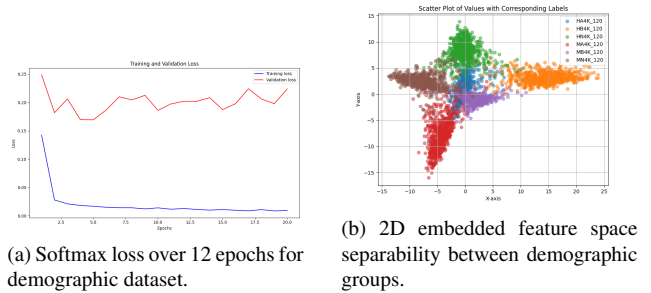 Training and Validation Loss
Training loss
Validation loss
0.25
0.20
0.15
0.10
0.05
0.00
Loss
2.5 5.0 7.5 10.0 12.5 15.0 17.5 20.0
Epochs
(a) Softmax loss over 12 epochs for
demographic dataset.
Scatter Plot of Values with Corresponding Labels
HA4K_120
HB4K_120
HN4K_120
MA4K_120
MB4K_120
MN4K_120
15
10
5
0
−5
−10
−15
Y-axis
−15 −10 −5 0 5 10 15 20 25
X-axis
(b) 2D embedded feature space
separability between demographic
groups.